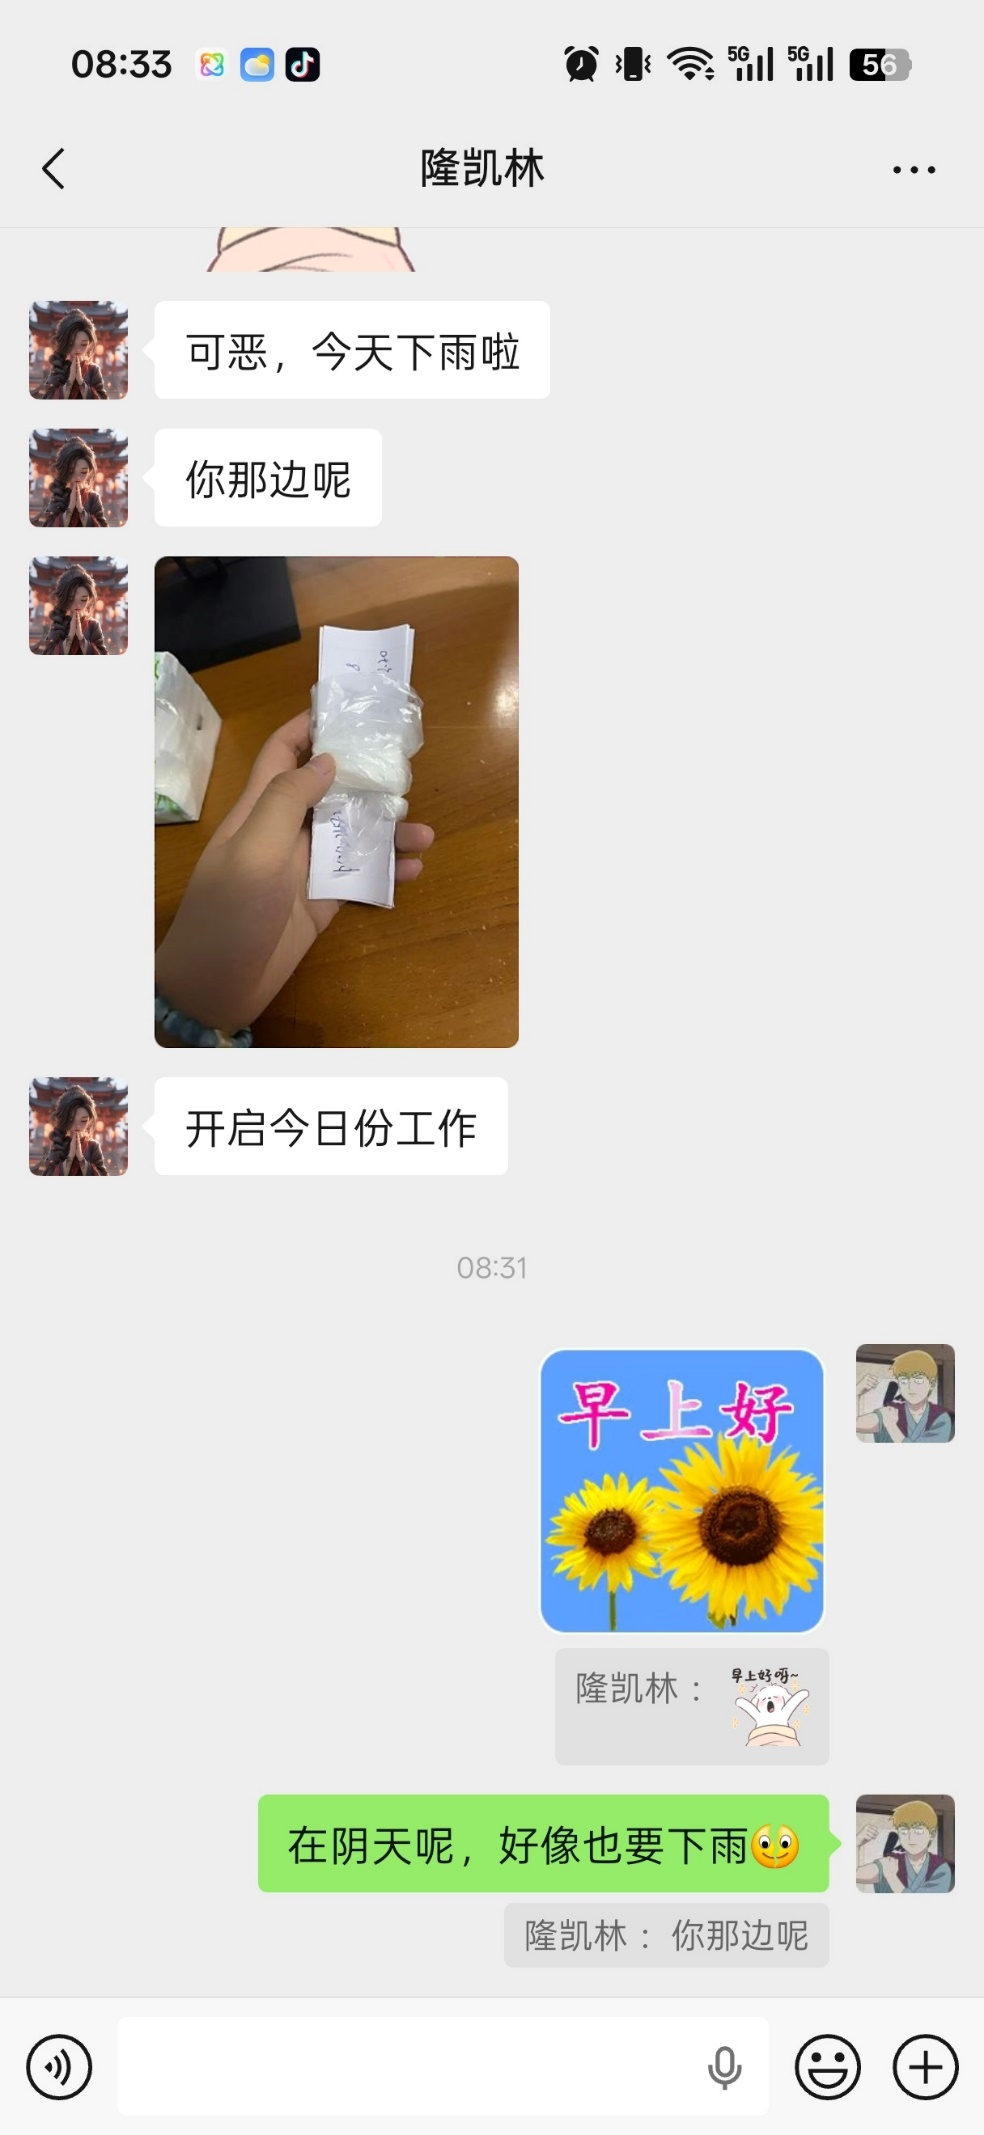 08:33
5G 5G 56
隆凯林
可恶，今天下雨啦
你那边呢
开启今日份工作
08:31
早上好
隆凯林：
早上好呀~
在阴天呢，好像也要下雨
隆凯林：你那边呢